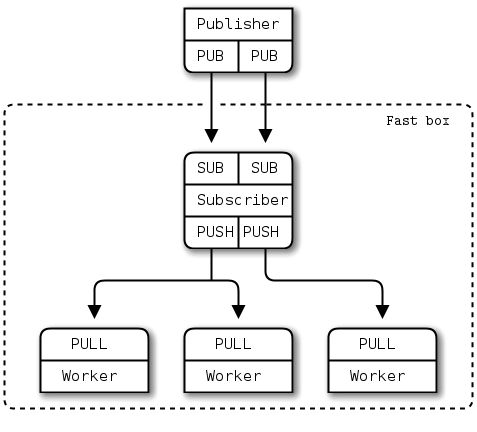 Publisher
PUB PUB
Fast box
SUB SUB
Subscriber
PUSH PUSH
PULL PULL PULL
Worker Worker Worker